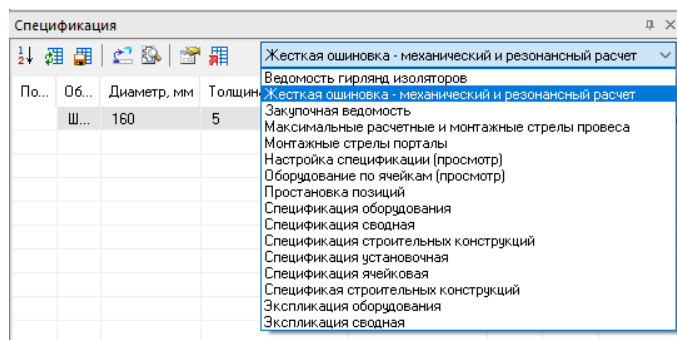 Спецификация
Жесткая ошиновка - механический и резонансный расчет
По... Об... Диаметр, мм
Ш... 160 5
Ведомость гирлянд изоляторов
Жесткая ошиновка - механический и резонансный расчет
Закупочная ведомость
Максимальные расчетные и монтажные стрелы провеса
Монтажные стрелы порталы
Настройка спецификации (просмотр)
Оборудование по ячейкам (просмотр)
Простановка позиций
Спецификация оборудования
Спецификация сводная
Спецификация строительных конструкций
Спецификация установочная
Спецификация ячейковая
Спецификая строительных конструкций
Экспликация оборудования
Экспликация сводная